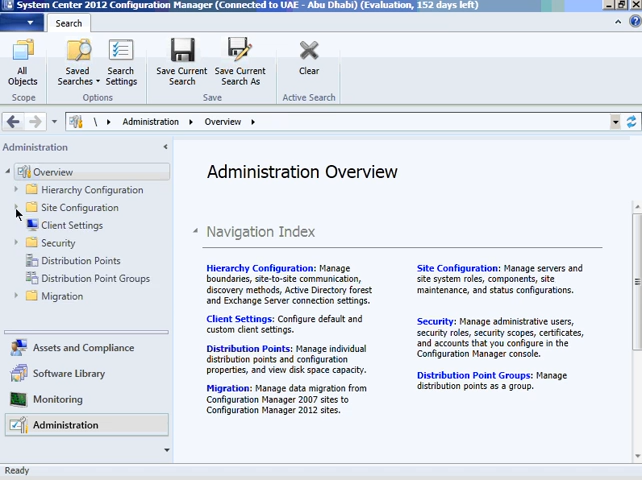 System Center 2012 Configuration Manager (Connected to UAE - Abu Dhabi) (Evaluation, 152 days left)
Search
All Objects
Saved Searches
Search Settings
Save Current Search
Save Current Search As
Clear
Scope
Options
Save
Active Search
\ Administration Overview
Administration
Overview
Hierarchy Configuration
Site Configuration
Client Settings
Security
Distribution Points
Distribution Point Groups
Migration
Assets and Compliance
Software Library
Monitoring
Administration
Administration Overview
Navigation Index
Hierarchy Configuration: Manage
boundaries, site-to-site communication,
discovery methods, Active Directory forest
and Exchange Server connection settings.
Client Settings: Configure default and
custom client settings.
Distribution Points: Manage individual
distribution points and configuration
properties, and view disk space capacity.
Migration: Manage data migration from
Configuration Manager 2007 sites to
Configuration Manager 2012 sites.
Site Configuration: Manage servers and
site system roles, components, site
maintenance, and status configurations.
Security: Manage administrative users,
security roles, security scopes, certificates,
and accounts that you configure in the
Configuration Manager console.
Distribution Point Groups: Manage
distribution points as a group.
Ready